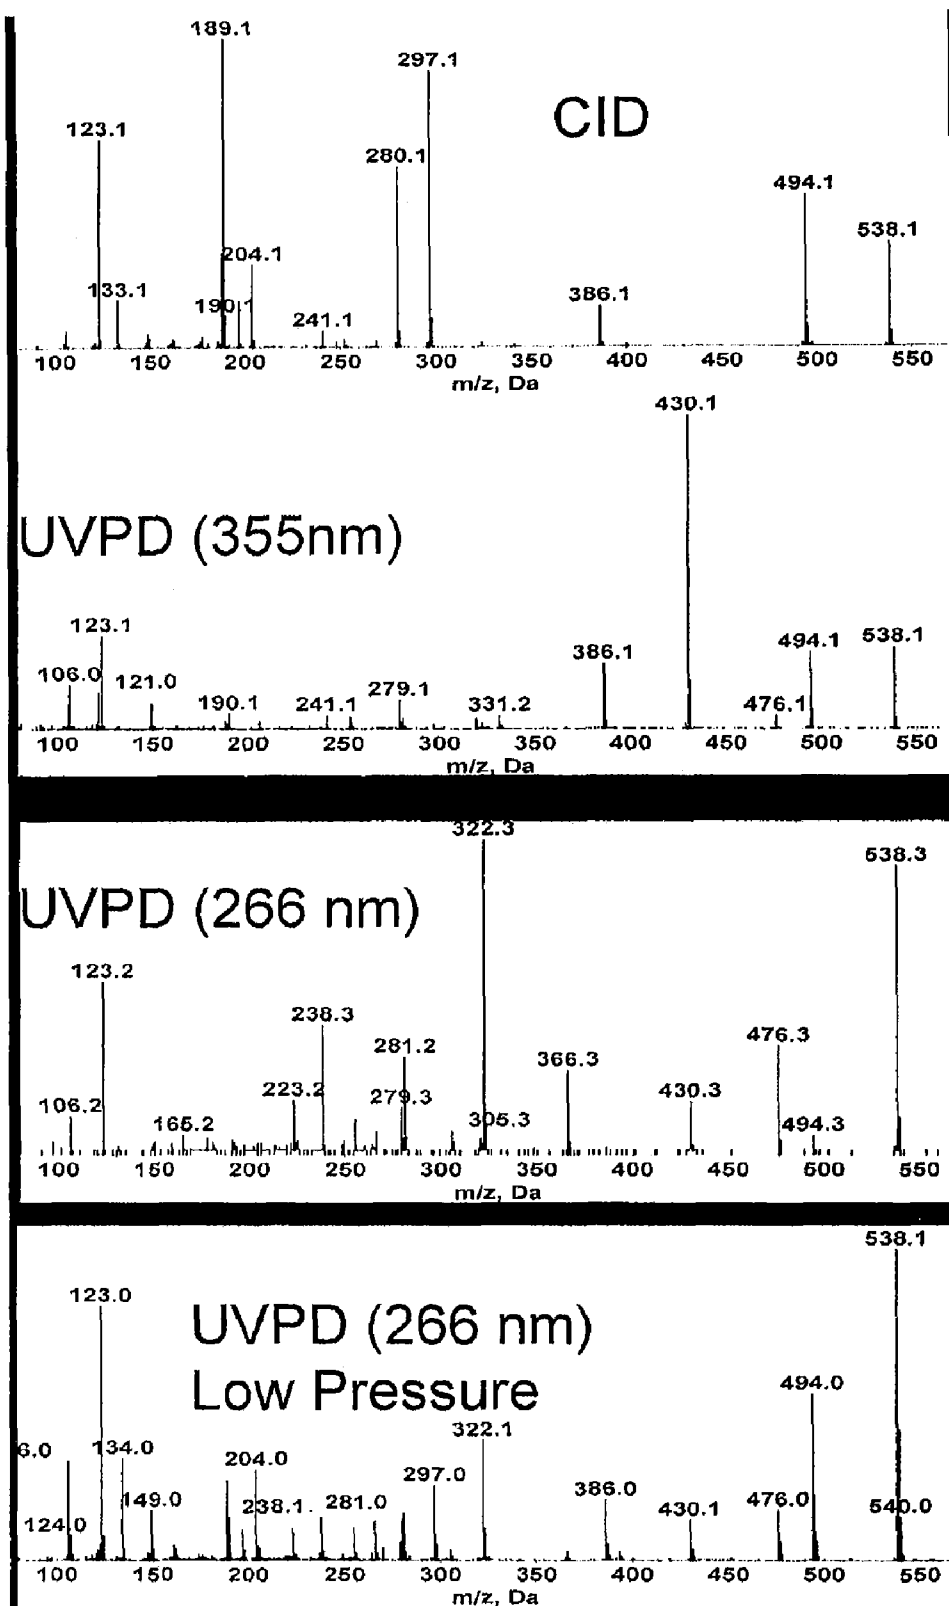 189.1
297.1
CID
123.1
280.1
494.1
538.1
204.1
133.1
190.1
386.1
241.1
100 150 200 250 300 350 400 450 500 550
m/z, Da
430.1
UVPD (355nm)
123.1
494.1 538.1
386.1
106.0
121.0
279.1
190.1 241.1 331.2 476.1
100 150 200 250 300 350 400 450 500 550
m/z, Da
322.3
538.3
UVPD (266 nm)
123.2
238.3
476.3
281.2
366.3
223.2 279.3
430.3
106.2
165.2 305.3 494.3
100 150 200 250 300 350 400 450 500 550
m/z, Da
538.1
123.0
UVPD (266 nm)
494.0
Low Pressure
322.1
6.0 134.0 204.0
297.0
386.0
149.0 238.1 281.0 476.0
430.1 540.0
124.0
100 150 200 250 300 350 400 450 500 550
m/z, Da